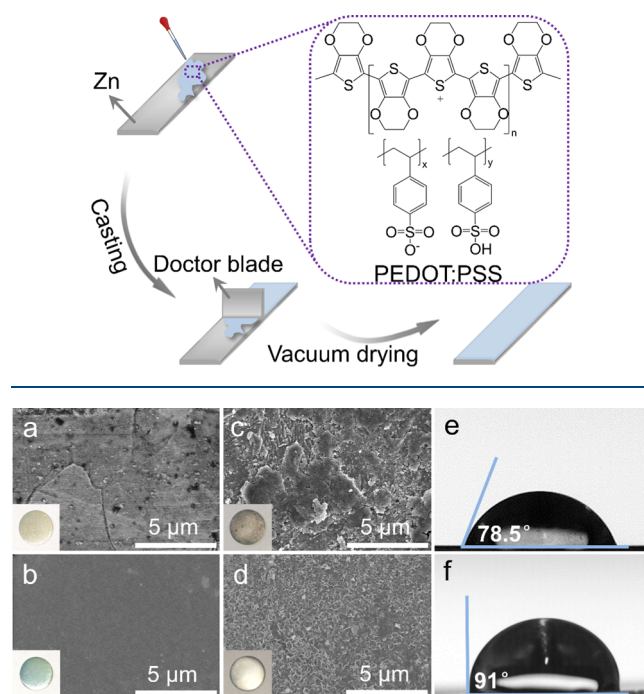 Zn
O O O O O O
S S S S S
+
O O O O
n
x y
O=S=O O=S=O
O- OH
PEDOT:PSS
Casting
Doctor blade
Vacuum drying
a
5 μm
c
5 μm
e
78.5°
b
5 μm
d
5 μm
f
91°